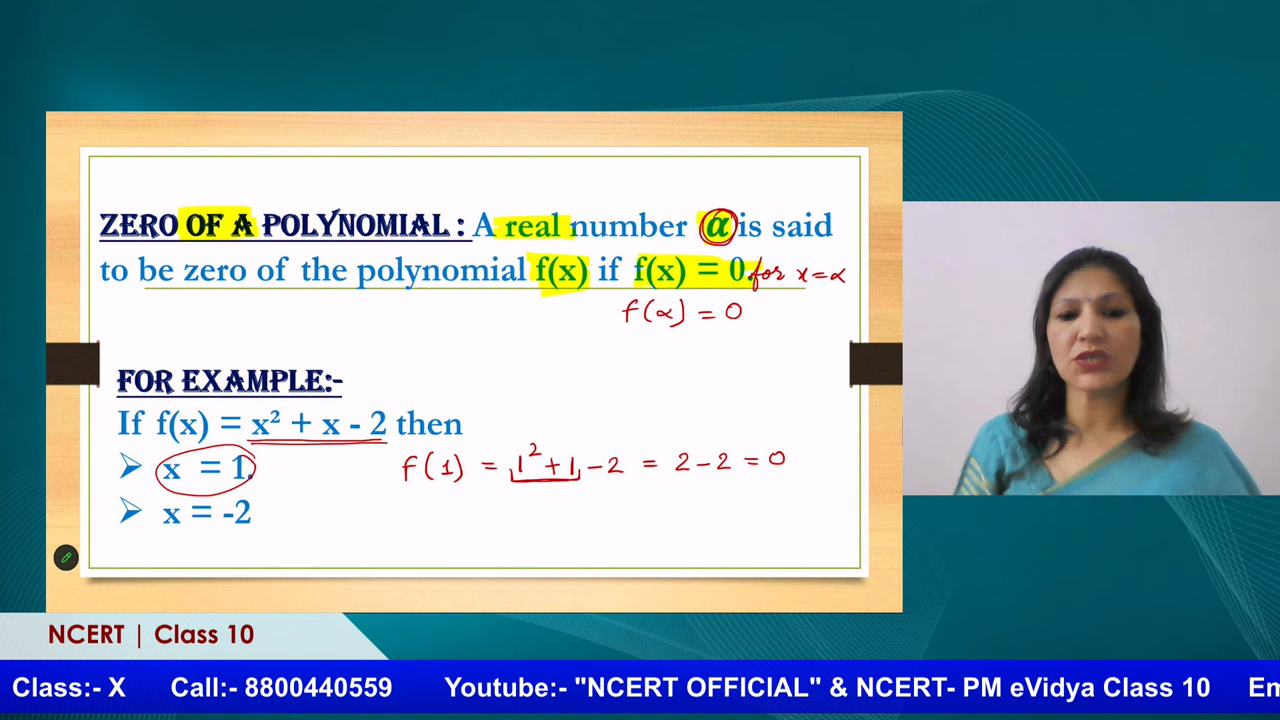 ZERO OF A POLYNOMIAL : A real number α is said
to be zero of the polynomial f(x) if f(x) = 0. for x=α
f(α) = 0
FOR EXAMPLE:-
If f(x) = x² + x - 2 then
➢ x = 1. f(1) = 1²+1-2 = 2-2 = 0
➢ x = -2
NCERT | Class 10
Class:- X Call:- 8800440559 Youtube:- "NCERT OFFICIAL" & NCERT- PM eVidya Class 10 Em